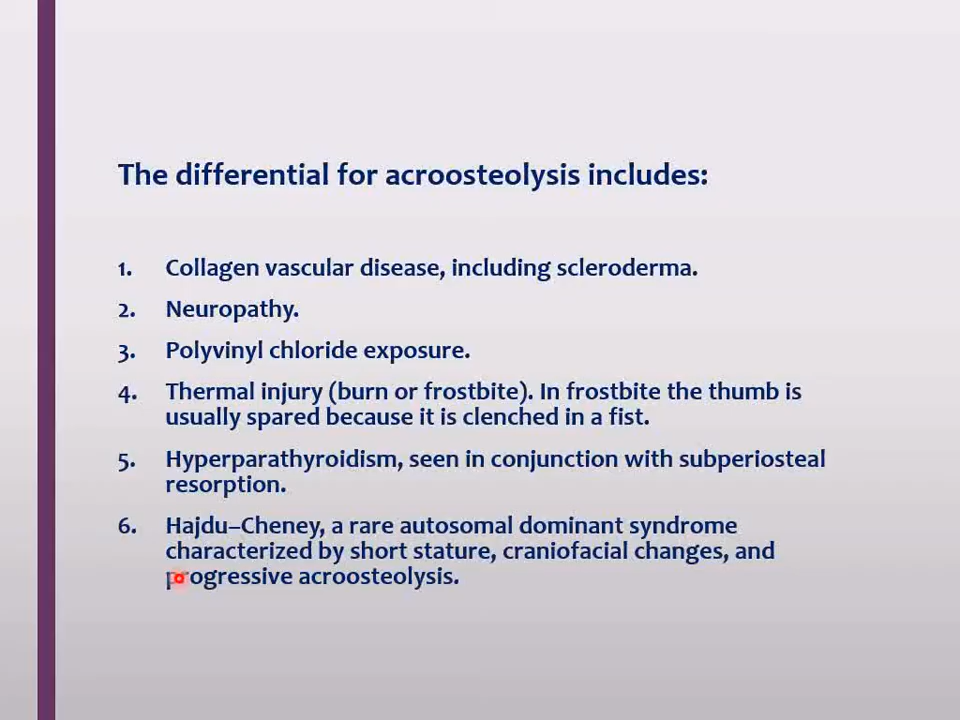 The differential for acroosteolysis includes:
1. Collagen vascular disease, including scleroderma.
2. Neuropathy.
3. Polyvinyl chloride exposure.
4. Thermal injury (burn or frostbite). In frostbite the thumb is
usually spared because it is clenched in a fist.
5. Hyperparathyroidism, seen in conjunction with subperiosteal
resorption.
6. Hajdu–Cheney, a rare autosomal dominant syndrome
characterized by short stature, craniofacial changes, and
progressive acroosteolysis.